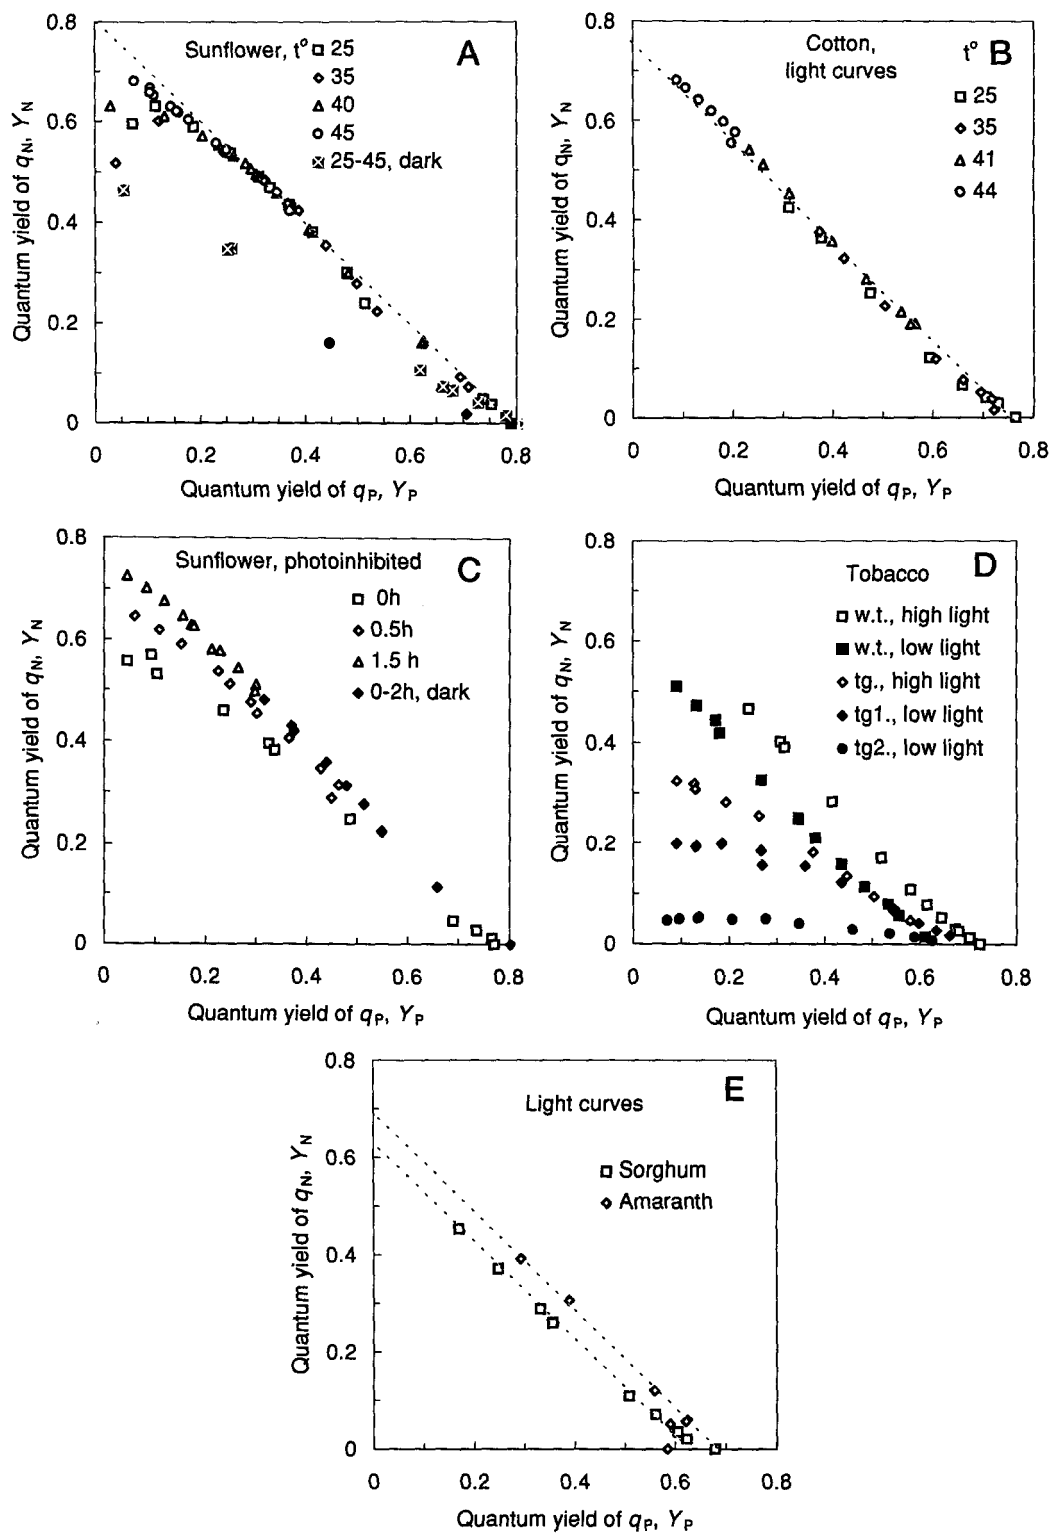 A
Sunflower, t°
25
35
40
45
25-45, dark
0.8
0.6
0.4
0.2
0
0
0.2
0.4
0.6
0.8
Quantum yield of qN, YN
Quantum yield of qP, YP
B
Cotton,
light curves
t°
25
35
41
44
0.8
0.6
0.4
0.2
0
0
0.2
0.4
0.6
0.8
Quantum yield of qN, YN
Quantum yield of qP, YP
C
Sunflower, photoinhibited
0h
0.5h
1.5 h
0-2h, dark
0.8
0.6
0.4
0.2
0
0
0.2
0.4
0.6
0.8
Quantum yield of qN, YN
Quantum yield of qP, YP
D
Tobacco
w.t., high light
w.t., low light
tg., high light
tg1., low light
tg2., low light
0.8
0.6
0.4
0.2
0
0
0.2
0.4
0.6
0.8
Quantum yield of qN, YN
Quantum yield of qP, YP
E
Light curves
Sorghum
Amaranth
0.8
0.6
0.4
0.2
0
0
0.2
0.4
0.6
0.8
Quantum yield of qN, YN
Quantum yield of qP, YP